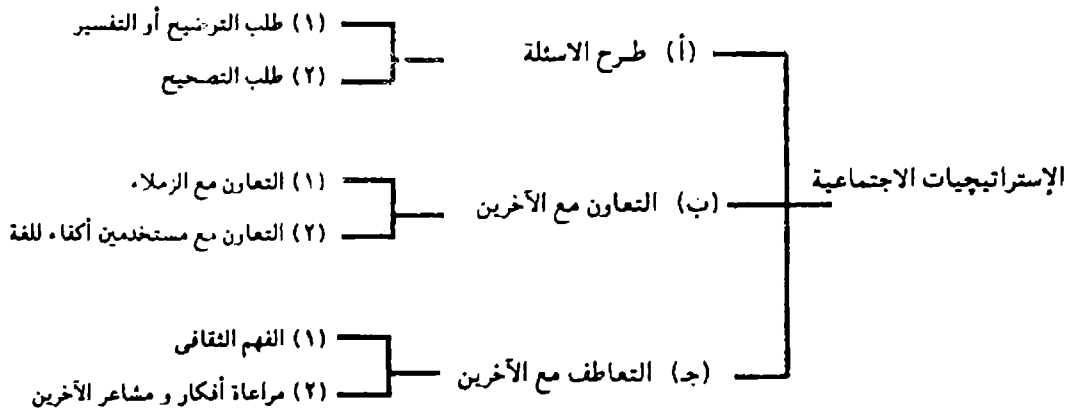 الإستراتيچيات الاجتماعية
(أ) طرح الاسئلة
(١) طلب التوضيح أو التفسير
(٢) طلب التصحيح
(ب) التعاون مع الآخرين
(١) التعاون مع الزملاء
(٢) التعاون مع مستخدمين أكفاء للغة
(جـ) التعاطف مع الآخرين
(١) الفهم الثقافى
(٢) مراعاة أفكار و مشاعر الآخرين